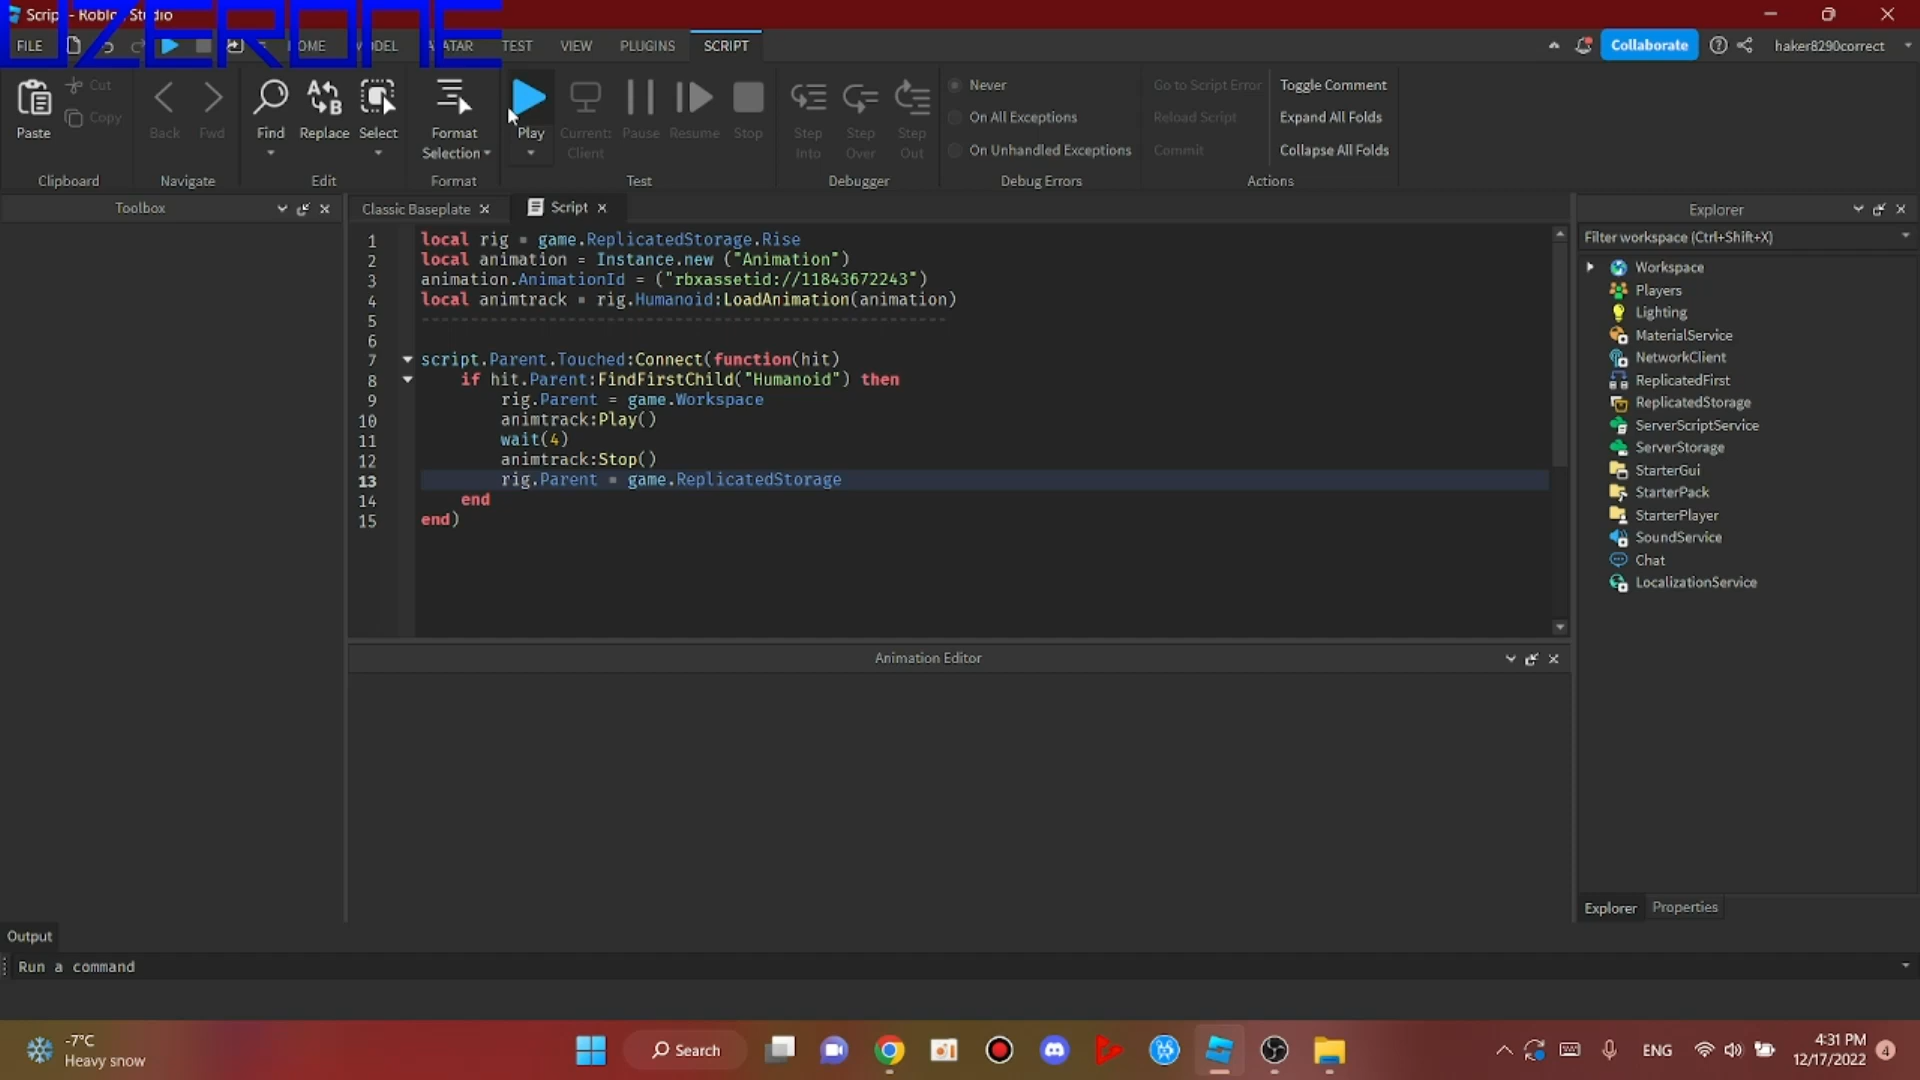 Script - Roblox Studio
OZERONE
FILE
HOME
MODEL
AVATAR
TEST
VIEW
PLUGINS
SCRIPT
Collaborate
haker8290correct
Paste
Cut
Copy
Clipboard
Back
Fwd
Navigate
Find
Replace
Select
Edit
Format
Selection
Format
Play
Current:
Client
Pause
Resume
Stop
Test
Step
Into
Step
Over
Step
Out
Debugger
Never
On All Exceptions
On Unhandled Exceptions
Debug Errors
Go to Script Error
Reload Script
Commit
Toggle Comment
Expand All Folds
Collapse All Folds
Actions
Toolbox
Classic Baseplate
Script
1 local rig = game.ReplicatedStorage.Rise
2 local animation = Instance.new ("Animation")
3 animation.AnimationId = ("rbxassetid://11843672243")
4 local animtrack = rig.Humanoid:LoadAnimation(animation)
5 ------------------------------------------------------
6
7 script.Parent.Touched:Connect(function(hit)
8 if hit.Parent:FindFirstChild("Humanoid") then
9 rig.Parent = game.Workspace
10 animtrack:Play()
11 wait(4)
12 animtrack:Stop()
13 rig.Parent = game.ReplicatedStorage
14 end
15 end)
Animation Editor
Explorer
Filter workspace (Ctrl+Shift+X)
Workspace
Players
Lighting
MaterialService
NetworkClient
ReplicatedFirst
ReplicatedStorage
ServerScriptService
ServerStorage
StarterGui
StarterPack
StarterPlayer
SoundService
Chat
LocalizationService
Explorer
Properties
Output
Run a command
-7°C
Heavy snow
Search
ENG
4:31 PM
12/17/2022
4